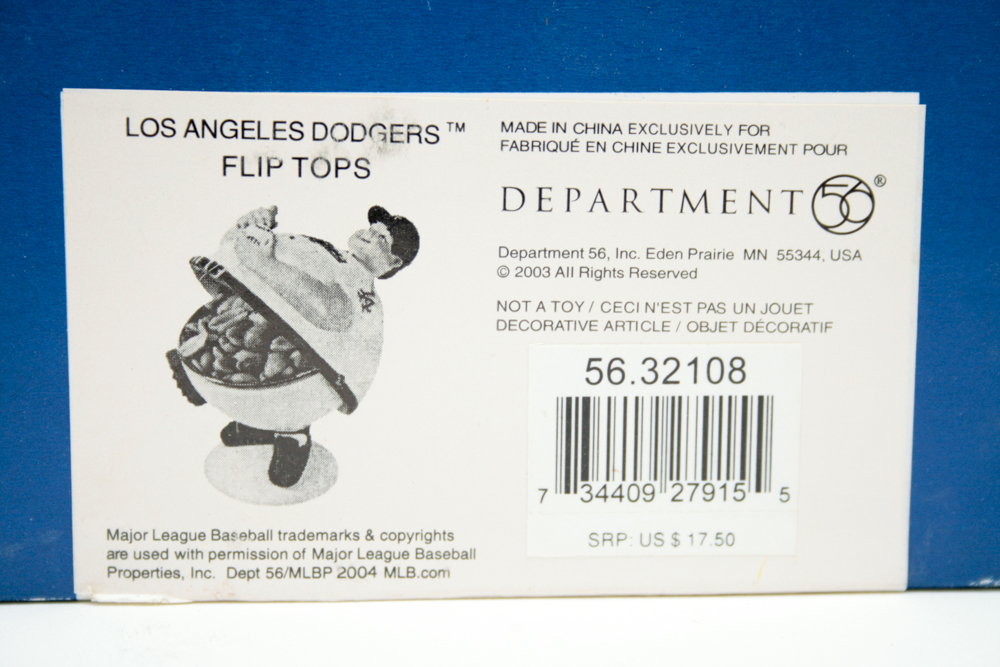 LOS ANGELES DODGERS™
FLIP TOPS
LA
Major League Baseball trademarks & copyrights
are used with permission of Major League Baseball
Properties, Inc. Dept 56/MLBP 2004 MLB.com
MADE IN CHINA EXCLUSIVELY FOR
FABRIQUÉ EN CHINE EXCLUSIVEMENT POUR
DEPARTMENT 56®
Department 56, Inc. Eden Prairie MN 55344, USA
© 2003 All Rights Reserved
NOT A TOY / CECI N'EST PAS UN JOUET
DECORATIVE ARTICLE / OBJET DÉCORATIF
56.32108
7 34409 27915 5
SRP: US $ 17.50